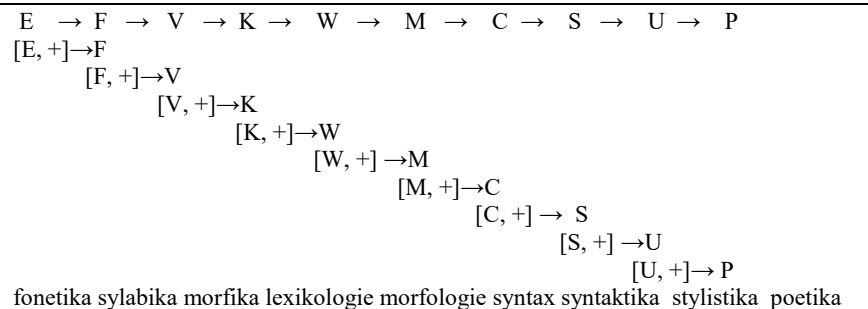 E → F → V → K → W → M → C → S → U → P
[E, +]→F
[F, +]→V
[V, +]→K
[K, +]→W
[W, +] →M
[M, +]→C
[C, +] → S
[S, +] →U
[U, +]→ P
fonetika sylabika morfika lexikologie morfologie syntax syntaktika stylistika poetika